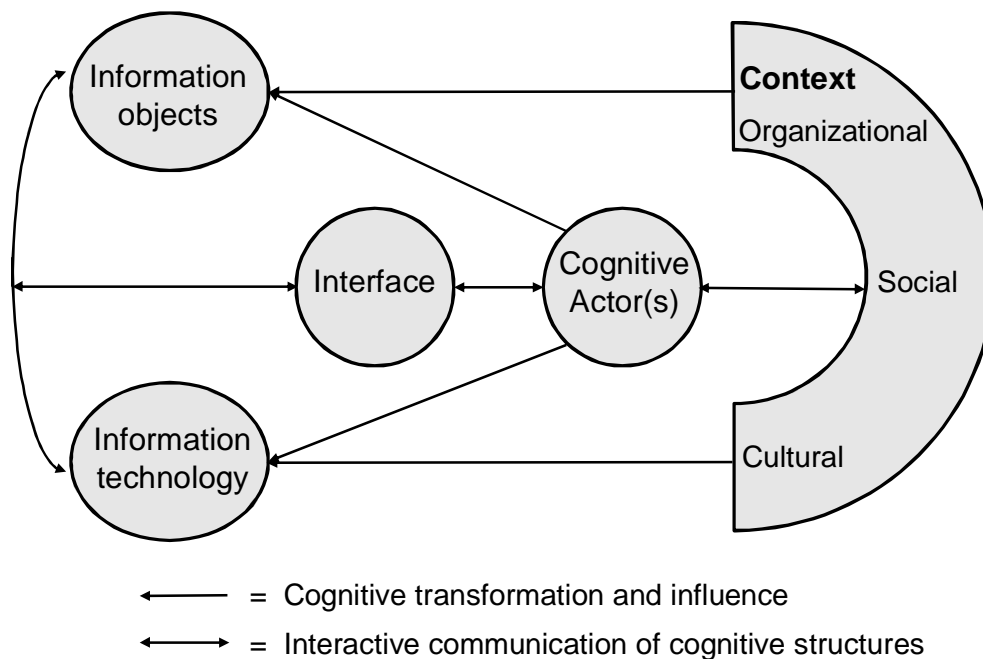 Information
objects
Context
Organizational
Interface
Cognitive
Actor(s)
Social
Information
technology
Cultural
= Cognitive transformation and influence
= Interactive communication of cognitive structures